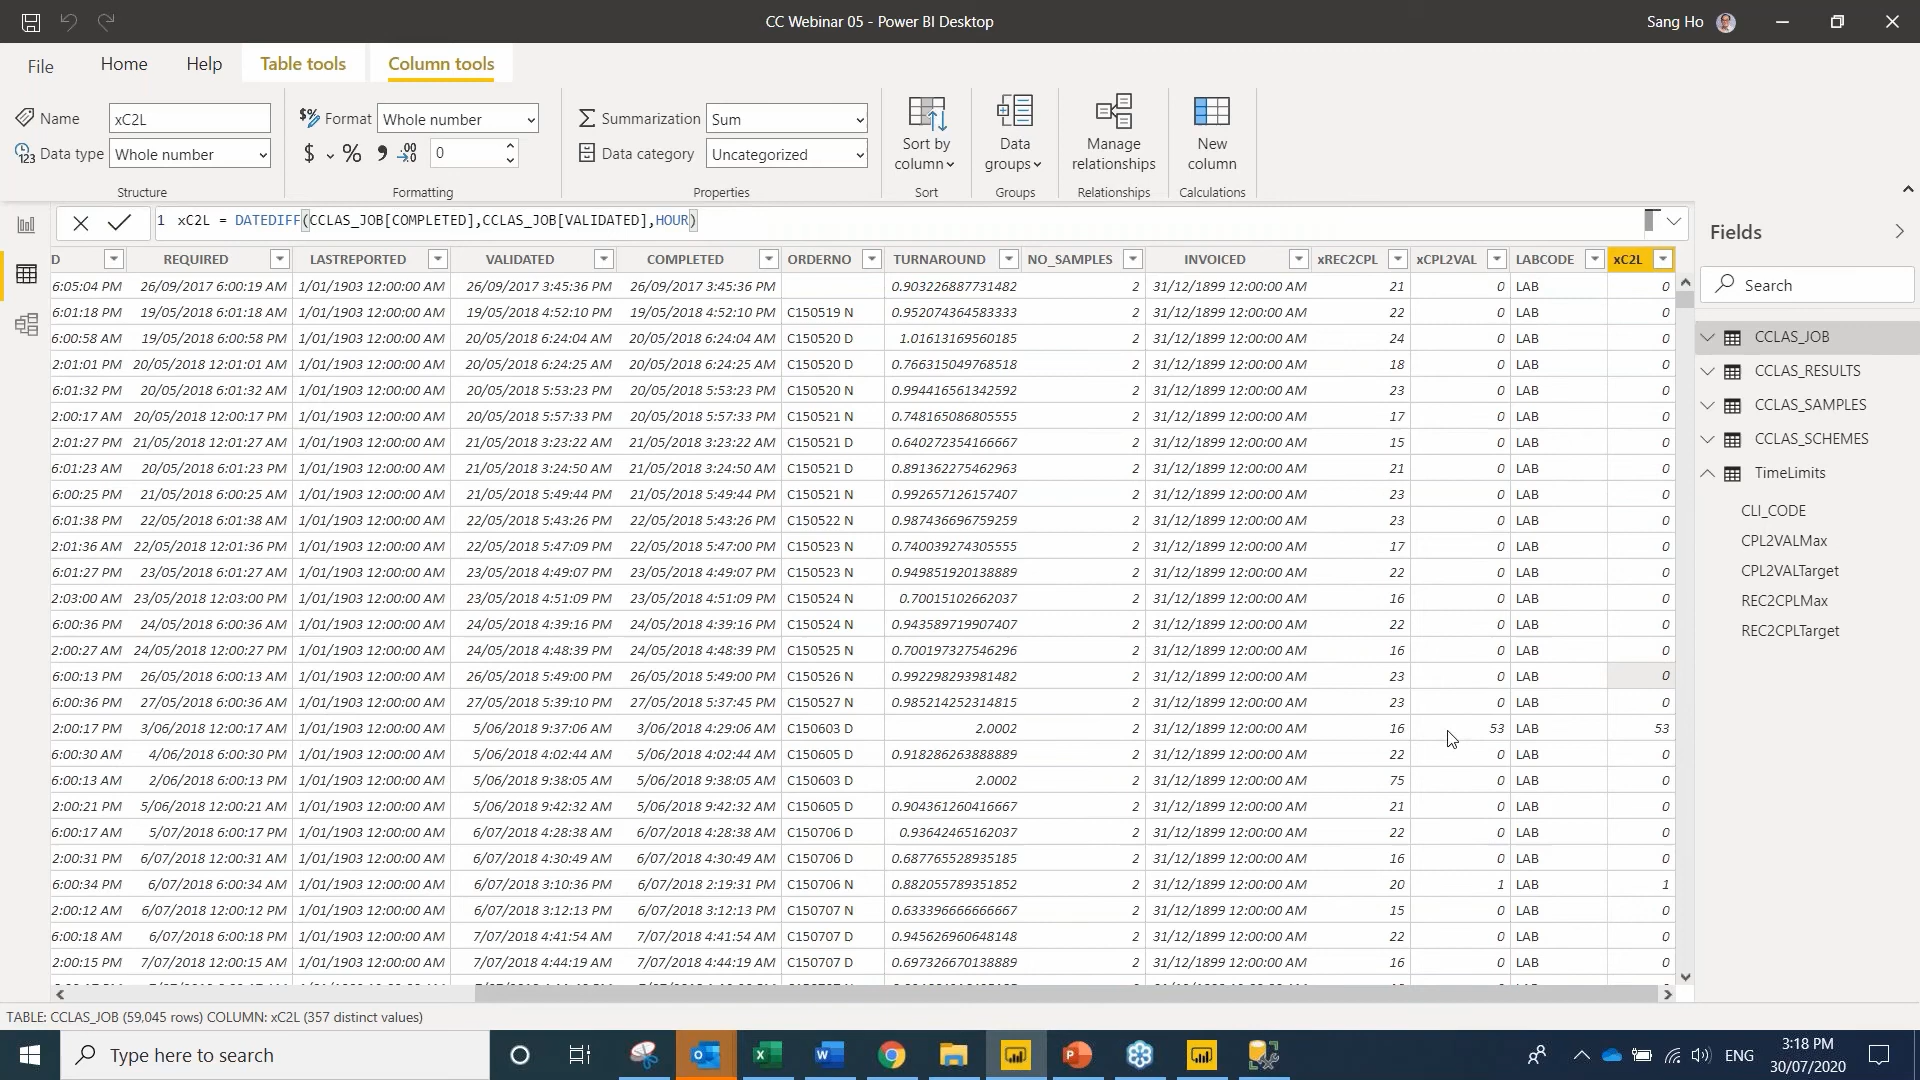 CC Webinar 05 - Power BI Desktop
Sang Ho
File Home Help Table tools Column tools
Name xC2L
Data type Whole number
Structure
Format Whole number
$ % 9 .00 0
Formatting
Summarization Sum
Data category Uncategorized
Properties
Sort by column
Sort
Data groups
Groups
Manage relationships
Relationships
New column
Calculations
1 xC2L = DATEDIFF(CCLAS_JOB[COMPLETED],CCLAS_JOB[VALIDATED],HOUR)
D REQUIRED LASTREPORTED VALIDATED COMPLETED ORDERNO TURNAROUND NO_SAMPLES INVOICED xREC2CPL xCPL2VAL LABCODE xC2L
6:05:04 PM 26/09/2017 6:00:19 AM 1/01/1903 12:00:00 AM 26/09/2017 3:45:36 PM 26/09/2017 3:45:36 PM 0.903226887731482 2 31/12/1899 12:00:00 AM 21 0 LAB 0
6:01:18 PM 19/05/2018 6:01:18 AM 1/01/1903 12:00:00 AM 19/05/2018 4:52:10 PM 19/05/2018 4:52:10 PM C150519 N 0.952074364583333 2 31/12/1899 12:00:00 AM 22 0 LAB 0
6:00:58 AM 19/05/2018 6:00:58 PM 1/01/1903 12:00:00 AM 20/05/2018 6:24:04 AM 20/05/2018 6:24:04 AM C150520 D 1.01613169560185 2 31/12/1899 12:00:00 AM 24 0 LAB 0
2:01:01 PM 20/05/2018 12:01:01 AM 1/01/1903 12:00:00 AM 20/05/2018 6:24:25 AM 20/05/2018 6:24:25 AM C150520 D 0.766315049768518 2 31/12/1899 12:00:00 AM 18 0 LAB 0
6:01:32 PM 20/05/2018 6:01:32 AM 1/01/1903 12:00:00 AM 20/05/2018 5:53:23 PM 20/05/2018 5:53:23 PM C150520 N 0.994416561342592 2 31/12/1899 12:00:00 AM 23 0 LAB 0
2:00:17 AM 20/05/2018 12:00:17 PM 1/01/1903 12:00:00 AM 20/05/2018 5:57:33 PM 20/05/2018 5:57:33 PM C150521 N 0.748165086805555 2 31/12/1899 12:00:00 AM 17 0 LAB 0
2:01:27 PM 21/05/2018 12:01:27 AM 1/01/1903 12:00:00 AM 21/05/2018 3:23:22 AM 21/05/2018 3:23:22 AM C150521 D 0.640272354166667 2 31/12/1899 12:00:00 AM 15 0 LAB 0
6:01:23 AM 20/05/2018 6:01:23 PM 1/01/1903 12:00:00 AM 21/05/2018 3:24:50 AM 21/05/2018 3:24:50 AM C150521 D 0.891362275462963 2 31/12/1899 12:00:00 AM 21 0 LAB 0
6:00:25 PM 21/05/2018 6:00:25 AM 1/01/1903 12:00:00 AM 21/05/2018 5:49:44 PM 21/05/2018 5:49:44 PM C150521 N 0.992657126157407 2 31/12/1899 12:00:00 AM 23 0 LAB 0
6:01:38 PM 22/05/2018 6:01:38 AM 1/01/1903 12:00:00 AM 22/05/2018 5:43:26 PM 22/05/2018 5:43:26 PM C150522 N 0.987436696759259 2 31/12/1899 12:00:00 AM 23 0 LAB 0
2:01:36 AM 22/05/2018 12:01:36 PM 1/01/1903 12:00:00 AM 22/05/2018 5:47:09 PM 22/05/2018 5:47:00 PM C150523 N 0.740039274305555 2 31/12/1899 12:00:00 AM 17 0 LAB 0
6:01:27 PM 23/05/2018 6:01:27 AM 1/01/1903 12:00:00 AM 23/05/2018 4:49:07 PM 23/05/2018 4:49:07 PM C150523 N 0.949851920138889 2 31/12/1899 12:00:00 AM 22 0 LAB 0
2:03:00 AM 23/05/2018 12:03:00 PM 1/01/1903 12:00:00 AM 23/05/2018 4:51:09 PM 23/05/2018 4:51:09 PM C150524 N 0.70015102662037 2 31/12/1899 12:00:00 AM 16 0 LAB 0
6:00:36 PM 24/05/2018 6:00:36 AM 1/01/1903 12:00:00 AM 24/05/2018 4:39:16 PM 24/05/2018 4:39:16 PM C150524 N 0.943589719907407 2 31/12/1899 12:00:00 AM 22 0 LAB 0
2:00:27 AM 24/05/2018 12:00:27 PM 1/01/1903 12:00:00 AM 24/05/2018 4:48:39 PM 24/05/2018 4:48:39 PM C150525 N 0.700197327546296 2 31/12/1899 12:00:00 AM 16 0 LAB 0
6:00:13 PM 26/05/2018 6:00:13 AM 1/01/1903 12:00:00 AM 26/05/2018 5:49:00 PM 26/05/2018 5:49:00 PM C150526 N 0.992298293981482 2 31/12/1899 12:00:00 AM 23 0 LAB 0
6:00:36 PM 27/05/2018 6:00:36 AM 1/01/1903 12:00:00 AM 27/05/2018 5:39:10 PM 27/05/2018 5:37:45 PM C150527 N 0.985214252314815 2 31/12/1899 12:00:00 AM 23 0 LAB 0
2:00:17 PM 3/06/2018 12:00:17 AM 1/01/1903 12:00:00 AM 5/06/2018 9:37:06 AM 3/06/2018 4:29:06 AM C150603 D 2.0002 2 31/12/1899 12:00:00 AM 16 53 LAB 53
6:00:30 AM 4/06/2018 6:00:30 PM 1/01/1903 12:00:00 AM 5/06/2018 4:02:44 AM 5/06/2018 4:02:44 AM C150605 D 0.918286263888889 2 31/12/1899 12:00:00 AM 22 0 LAB 0
6:00:13 AM 2/06/2018 6:00:13 PM 1/01/1903 12:00:00 AM 5/06/2018 9:38:05 AM 5/06/2018 9:38:05 AM C150603 D 2.0002 2 31/12/1899 12:00:00 AM 75 0 LAB 0
2:00:21 PM 5/06/2018 12:00:21 AM 1/01/1903 12:00:00 AM 5/06/2018 9:42:32 AM 5/06/2018 9:42:32 AM C150605 D 0.904361260416667 2 31/12/1899 12:00:00 AM 21 0 LAB 0
6:00:17 AM 5/07/2018 6:00:17 PM 1/01/1903 12:00:00 AM 6/07/2018 4:28:38 AM 6/07/2018 4:28:38 AM C150706 D 0.93642465162037 2 31/12/1899 12:00:00 AM 22 0 LAB 0
2:00:31 PM 6/07/2018 12:00:31 AM 1/01/1903 12:00:00 AM 6/07/2018 4:30:49 AM 6/07/2018 4:30:49 AM C150706 D 0.687765528935185 2 31/12/1899 12:00:00 AM 16 0 LAB 0
6:00:34 PM 6/07/2018 6:00:34 AM 1/01/1903 12:00:00 AM 6/07/2018 3:10:36 PM 6/07/2018 2:19:31 PM C150706 N 0.882055789351852 2 31/12/1899 12:00:00 AM 20 1 LAB 1
2:00:12 AM 6/07/2018 12:00:12 PM 1/01/1903 12:00:00 AM 6/07/2018 3:12:13 PM 6/07/2018 3:12:13 PM C150707 N 0.633396666666667 2 31/12/1899 12:00:00 AM 15 0 LAB 0
6:00:18 AM 6/07/2018 6:00:18 PM 1/01/1903 12:00:00 AM 7/07/2018 4:41:54 AM 7/07/2018 4:41:54 AM C150707 D 0.945626960648148 2 31/12/1899 12:00:00 AM 22 0 LAB 0
2:00:15 PM 7/07/2018 12:00:15 AM 1/01/1903 12:00:00 AM 7/07/2018 4:44:19 AM 7/07/2018 4:44:19 AM C150707 D 0.697326670138889 2 31/12/1899 12:00:00 AM 16 0 LAB 0
Fields
Search
CCLAS_JOB
CCLAS_RESULTS
CCLAS_SAMPLES
CCLAS_SCHEMES
TimeLimits
CLI_CODE
CPL2VALMax
CPL2VALTarget
REC2CPLMax
REC2CPLTarget
TABLE: CCLAS_JOB (59,045 rows) COLUMN: xC2L (357 distinct values)
Type here to search
ENG
3:18 PM
30/07/2020